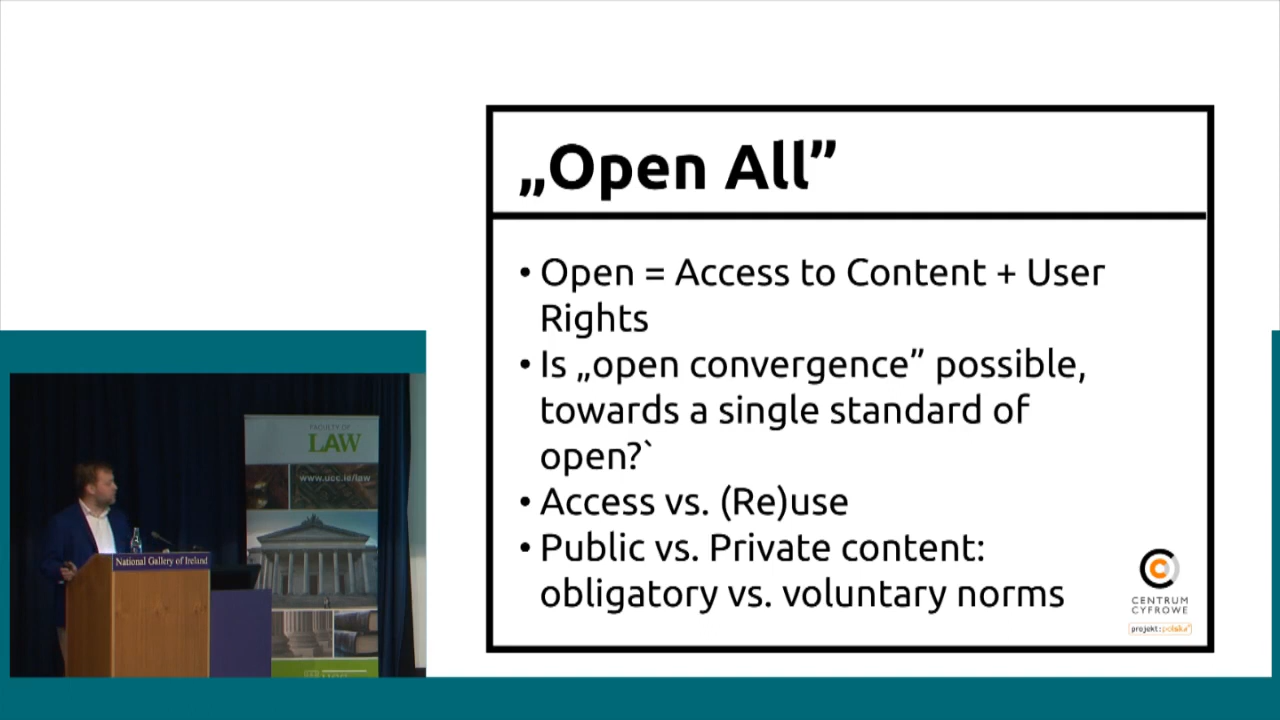 „Open All”
• Open = Access to Content + User
Rights
• Is „open convergence” possible,
towards a single standard of
open?`
• Access vs. (Re)use
• Public vs. Private content:
obligatory vs. voluntary norms
CENTRUM
CYFROWE
projekt: polska
FACULTY OF
LAW
www.ucc.ie/law
National Gallery of Ireland